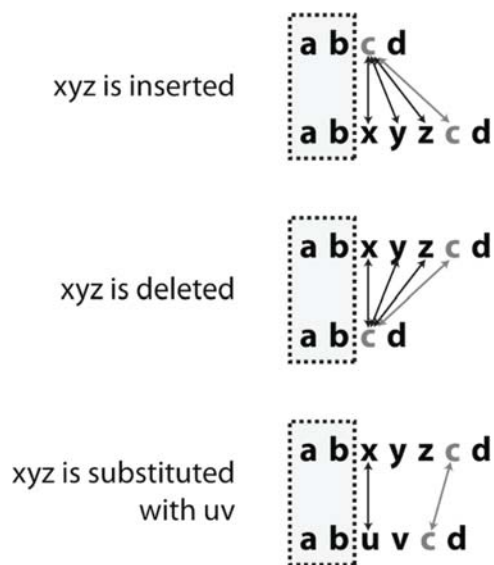 a b c d
xyz is inserted
a b x y z c d
a b x y z c d
xyz is deleted
a b c d
a b x y z c d
xyz is substituted
with uv
a b u v c d